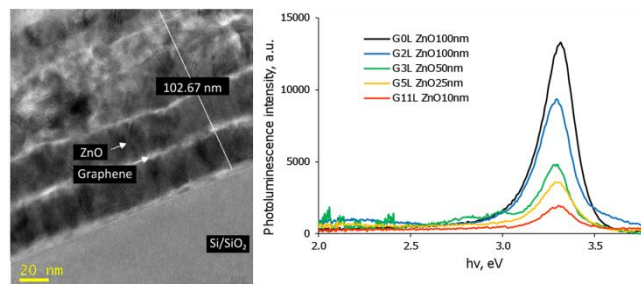 102.67 nm
ZnO
Graphene
Si/SiO₂
20 nm
Photoluminescence intensity, a.u.
15000
10000
5000
0
G0L ZnO100nm
G2L ZnO100nm
G3L ZnO50nm
G5L ZnO25nm
G11L ZnO10nm
2.0 2.5 3.0 3.5
hv, eV